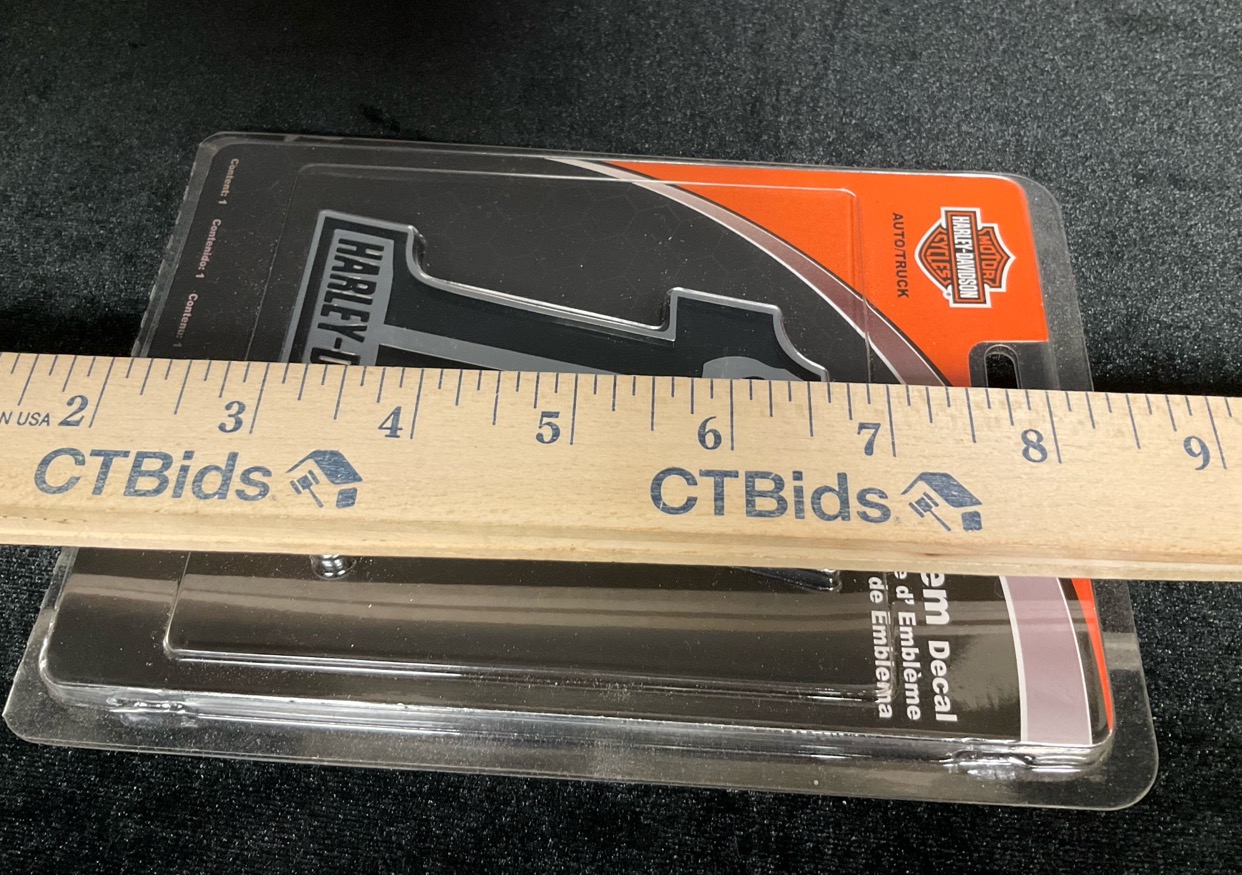 Content: 1
Contenido: 1
Contenu: 1
HARLEY-D
MOTOR
HARLEY-DAVIDSON
CYCLES
AUTO/TRUCK
N USA
2 3 4 5 6 7 8 9
CTBids CTBids
em Decal
e d' Emblème
de Emblema